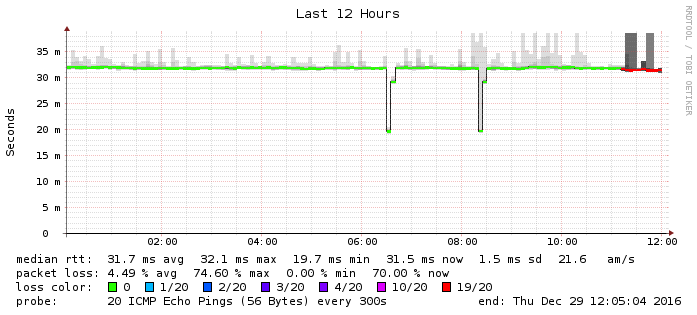 Last 12 Hours
RRDTOOL / TOBI OETIKER
Seconds
35 m
30 m
25 m
20 m
15 m
10 m
5 m
0
02:00 04:00 06:00 08:00 10:00 12:00
median rtt: 31.7 ms avg 32.1 ms max 19.7 ms min 31.5 ms now 1.5 ms sd 21.6 am/s
packet loss: 4.49 % avg 74.60 % max 0.00 % min 70.00 % now
loss color: 0 1/20 2/20 3/20 4/20 10/20 19/20
probe: 20 ICMP Echo Pings (56 Bytes) every 300s end: Thu Dec 29 12:05:04 2016